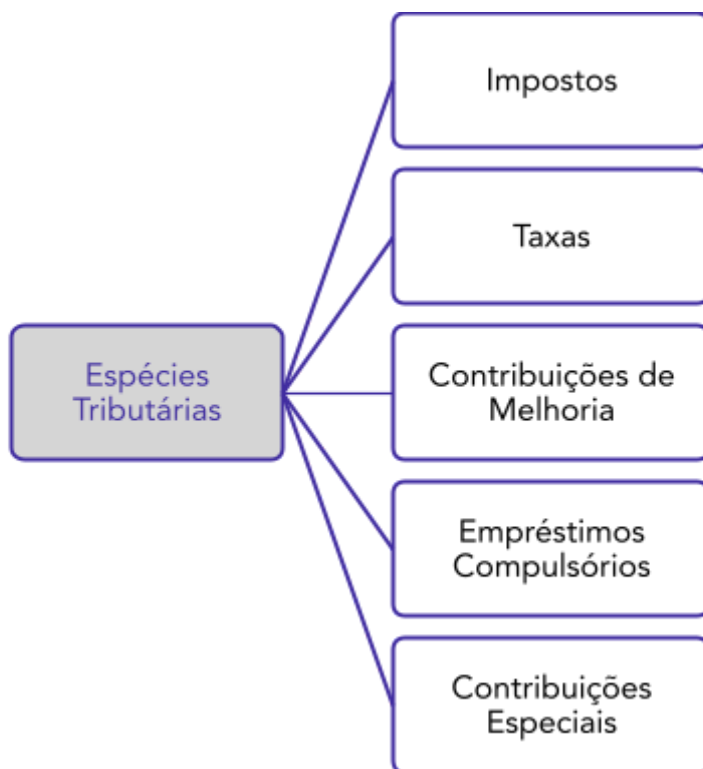 Impostos
Taxas
Espécies
Tributárias
Contribuições de
Melhoria
Empréstimos
Compulsórios
Contribuições
Especiais